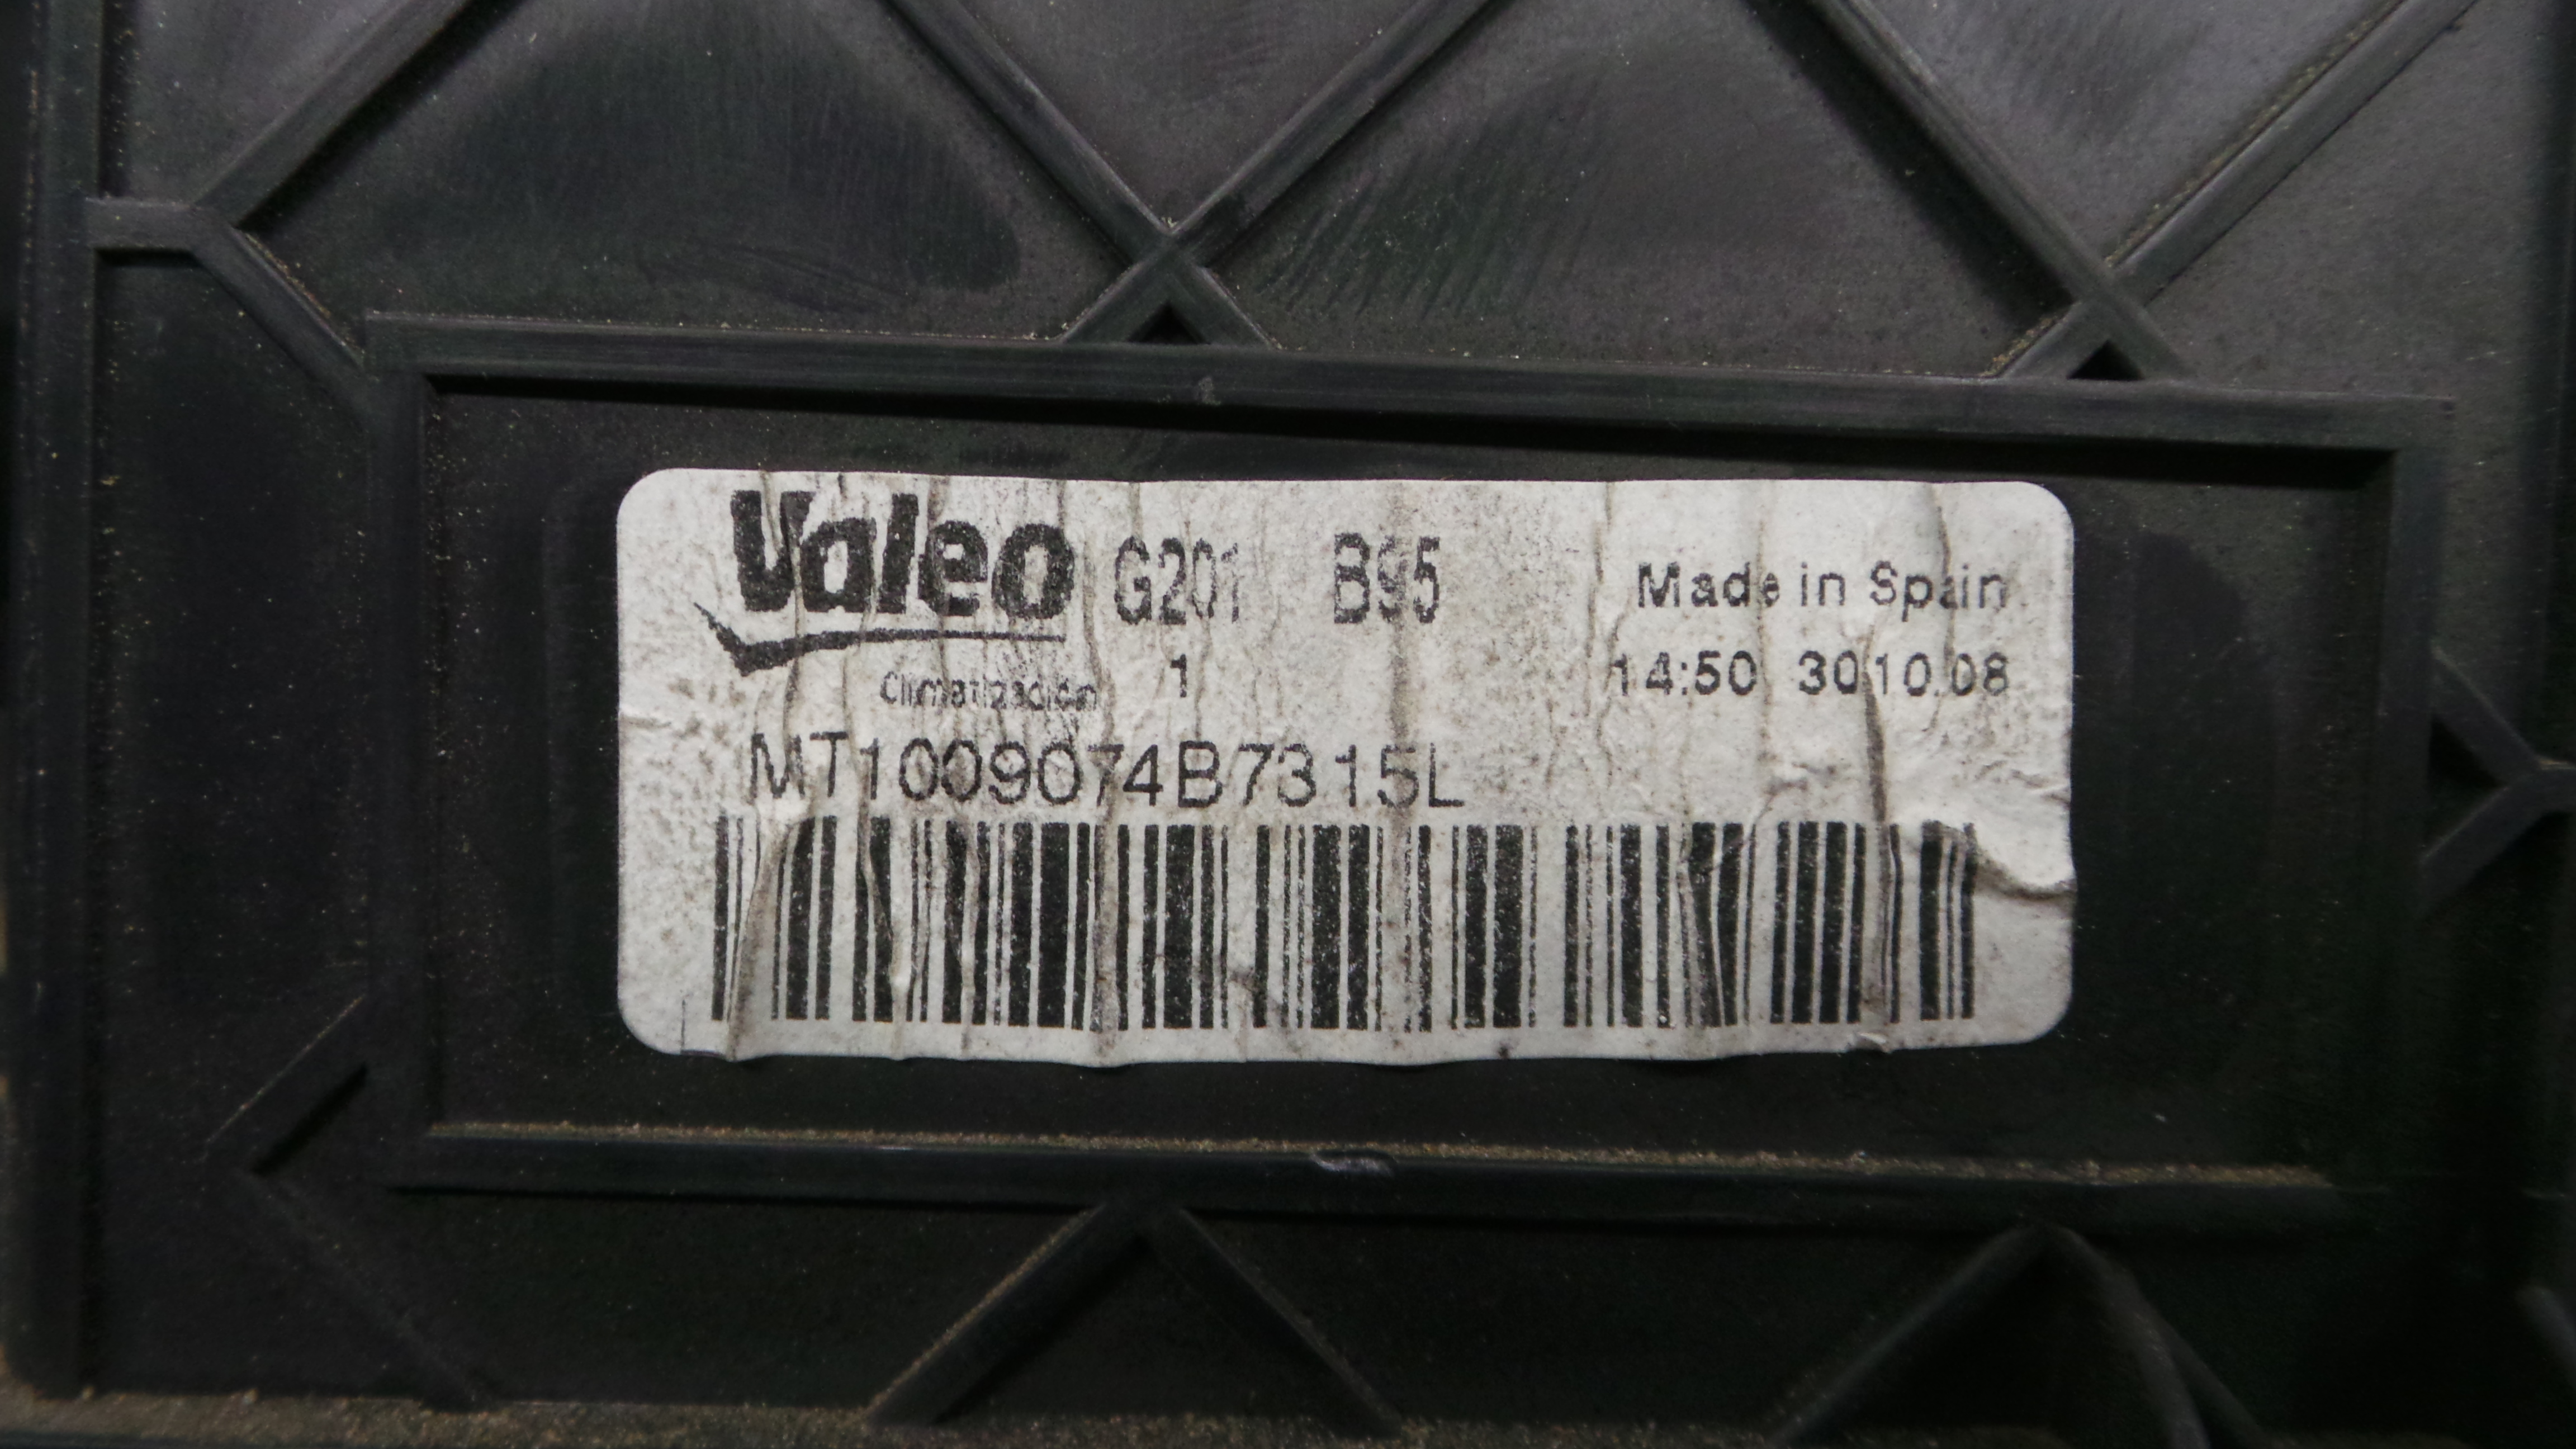 Valeo G201 B95 Made in Spain
Climatización 1 14:50 30.10.08
MT1009074B7315L